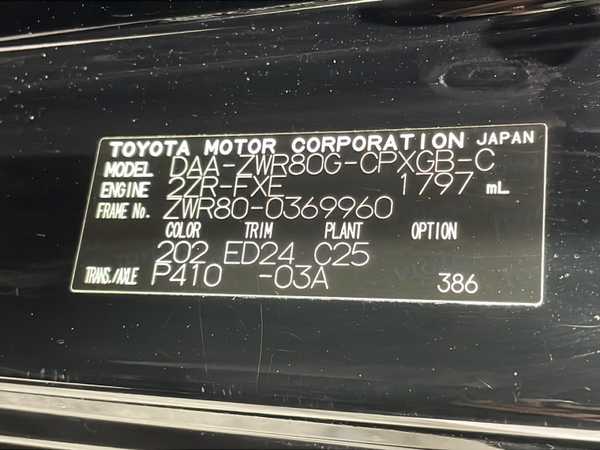 TOYOTA MOTOR CORPORATION JAPAN
MODEL DAA-ZWR80G-CPXGB-C
ENGINE 2ZR-FXE 1797 mL
FRAME No. ZWR80-0369960
COLOR TRIM PLANT OPTION
202 ED24 C25
TRANS./AXLE P410 -03A 386